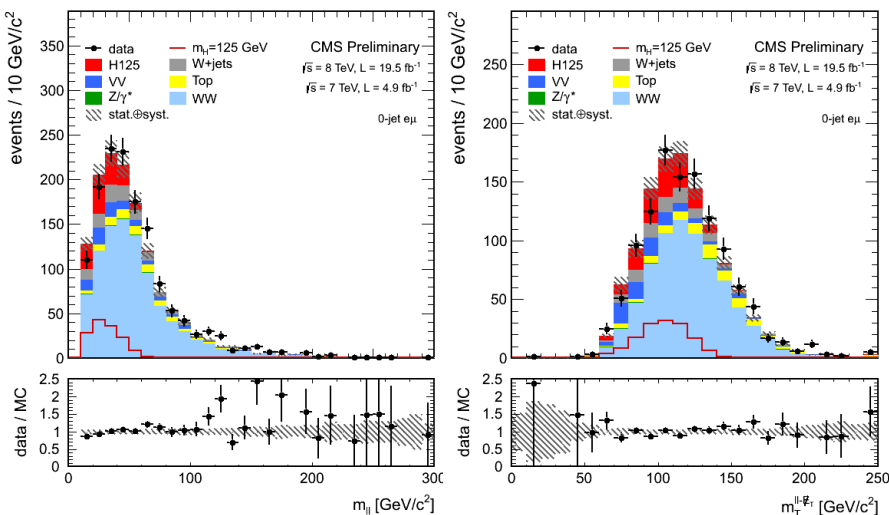 events / 10 GeV/c²
350
300
250
200
150
100
50
0
CMS Preliminary
data
m_H=125 GeV
H125
W+jets
VV
Top
Z/γ*
WW
stat.⊕syst.
√s = 8 TeV, L = 19.5 fb⁻¹
√s = 7 TeV, L = 4.9 fb⁻¹
0-jet eμ
data / MC
2.5
2
1.5
1
0.5
0
0 100 200 300
m_ll [GeV/c²]
events / 10 GeV/c²
250
200
150
100
50
0
CMS Preliminary
data
m_H=125 GeV
H125
W+jets
VV
Top
Z/γ*
WW
stat.⊕syst.
√s = 8 TeV, L = 19.5 fb⁻¹
√s = 7 TeV, L = 4.9 fb⁻¹
0-jet eμ
data / MC
2.5
2
1.5
1
0.5
0
0 50 100 150 200 250
m_T^ll-E̸_T [GeV/c²]